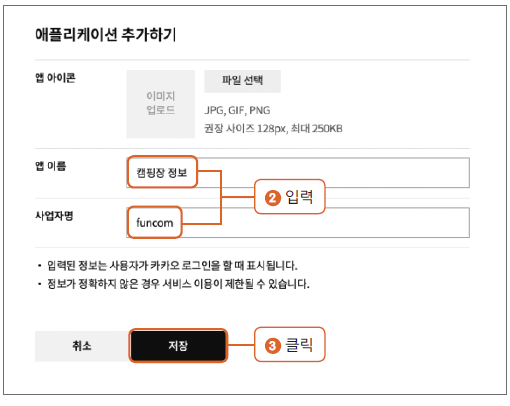 애플리케이션 추가하기
앱 아이콘
이미지
업로드
파일 선택
JPG, GIF, PNG
권장 사이즈 128px, 최대 250KB
앱 이름
캠핑장 정보
❷ 입력
사업자명
funcom
• 입력된 정보는 사용자가 카카오 로그인을 할 때 표시됩니다.
• 정보가 정확하지 않은 경우 서비스 이용이 제한될 수 있습니다.
취소
저장
❸ 클릭